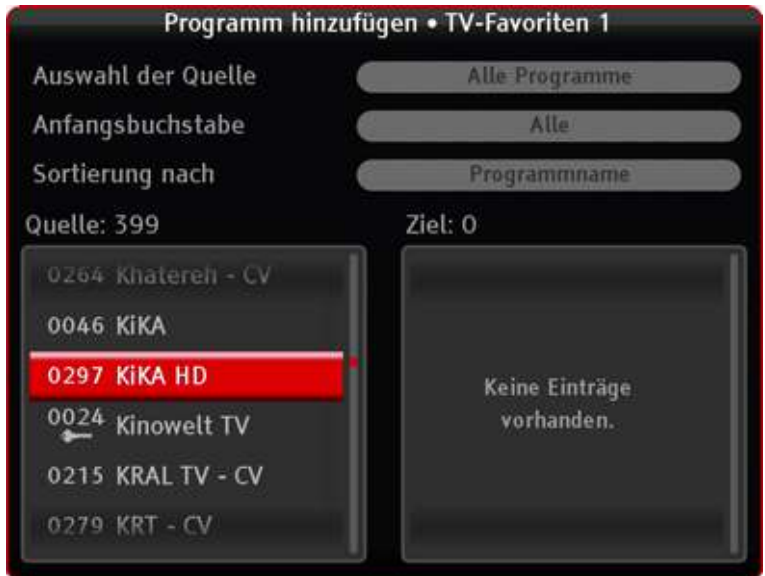 Programm hinzufügen • TV-Favoriten 1
Auswahl der Quelle Alle Programme
Anfangsbuchstabe Alle
Sortierung nach Programmname
Quelle: 399 Ziel: 0
0264 Khatereh - CV
0046 KiKA
0297 KiKA HD
0024 Kinowelt TV
0215 KRAL TV - CV
0279 KRT - CV
Keine Einträge
vorhanden.